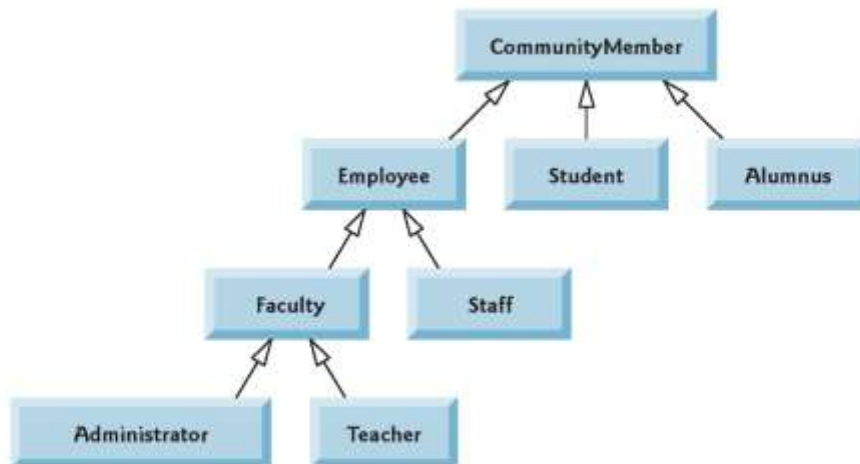 CommunityMember
Employee
Student
Alumnus
Faculty
Staff
Administrator
Teacher